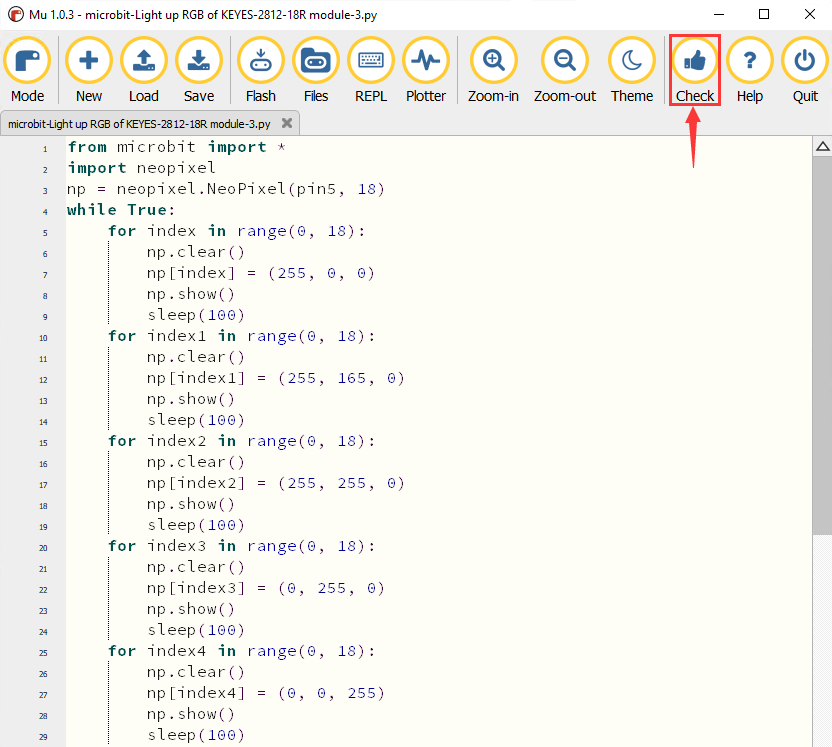 Mu 1.0.3 - microbit-Light up RGB of KEYES-2812-18R module-3.py
Mode New Load Save Flash Files REPL Plotter Zoom-in Zoom-out Theme Check Help Quit
microbit-Light up RGB of KEYES-2812-18R module-3.py
1 from microbit import *
2 import neopixel
3 np = neopixel.NeoPixel(pin5, 18)
4 while True:
5     for index in range(0, 18):
6         np.clear()
7         np[index] = (255, 0, 0)
8         np.show()
9         sleep(100)
10     for index1 in range(0, 18):
11         np.clear()
12         np[index1] = (255, 165, 0)
13         np.show()
14         sleep(100)
15     for index2 in range(0, 18):
16         np.clear()
17         np[index2] = (255, 255, 0)
18         np.show()
19         sleep(100)
20     for index3 in range(0, 18):
21         np.clear()
22         np[index3] = (0, 255, 0)
23         np.show()
24         sleep(100)
25     for index4 in range(0, 18):
26         np.clear()
27         np[index4] = (0, 0, 255)
28         np.show()
29         sleep(100)